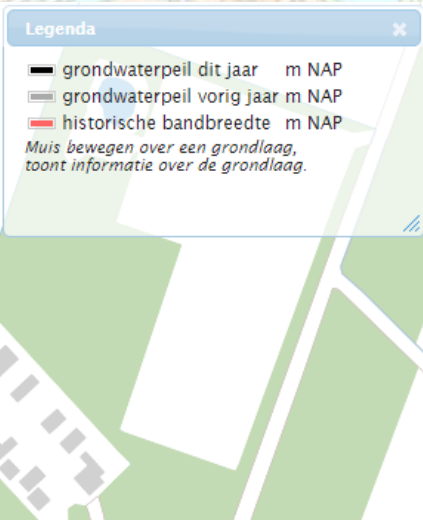 Legenda
grondwaterpeil dit jaar m NAP
grondwaterpeil vorig jaar m NAP
historische bandbreedte m NAP
Muis bewegen over een grondlaag,
toont informatie over de grondlaag.